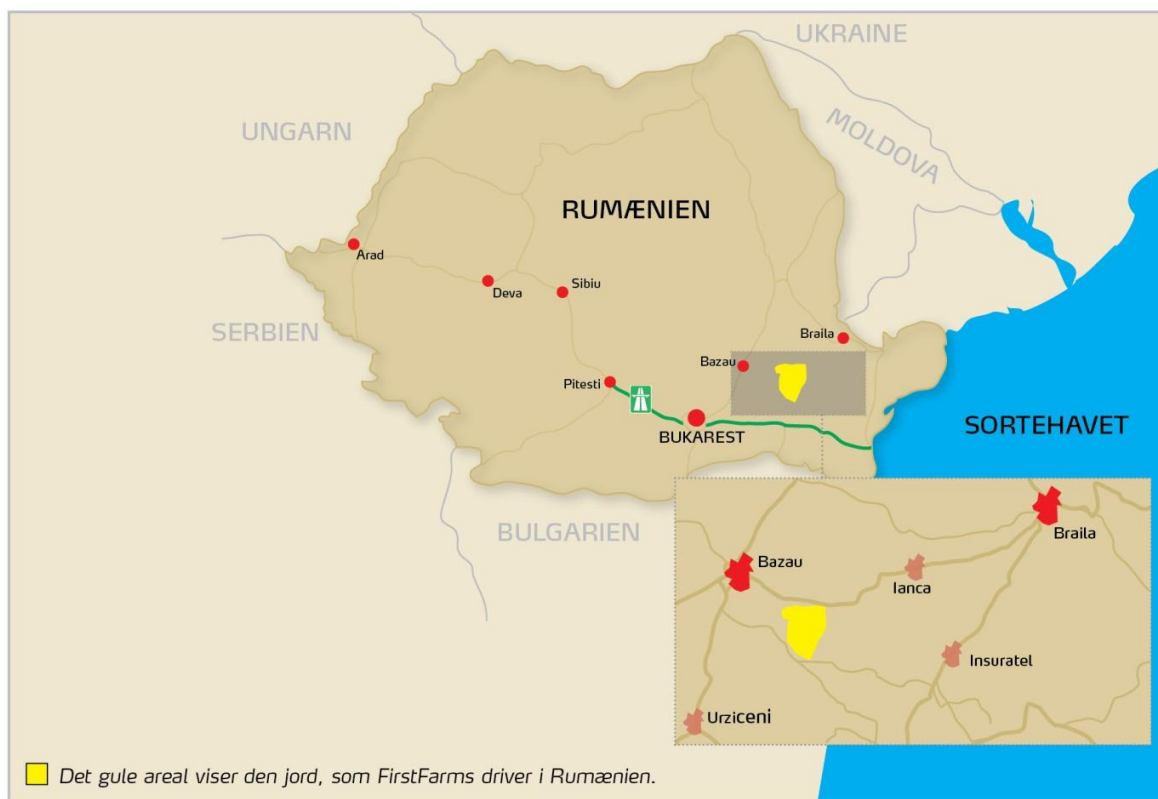 UKRAINE
UNGARN
MOLDOVA
RUMÆNIEN
Arad
Deva
Sibiu
SERBIEN
Braila
Bazau
Pitesti
BUKAREST
SORTEHAVET
BULGARIEN
Braila
Bazau
Ianca
Insuratel
Urziceni
Det gule areal viser den jord, som FirstFarms driver i Rumænien.